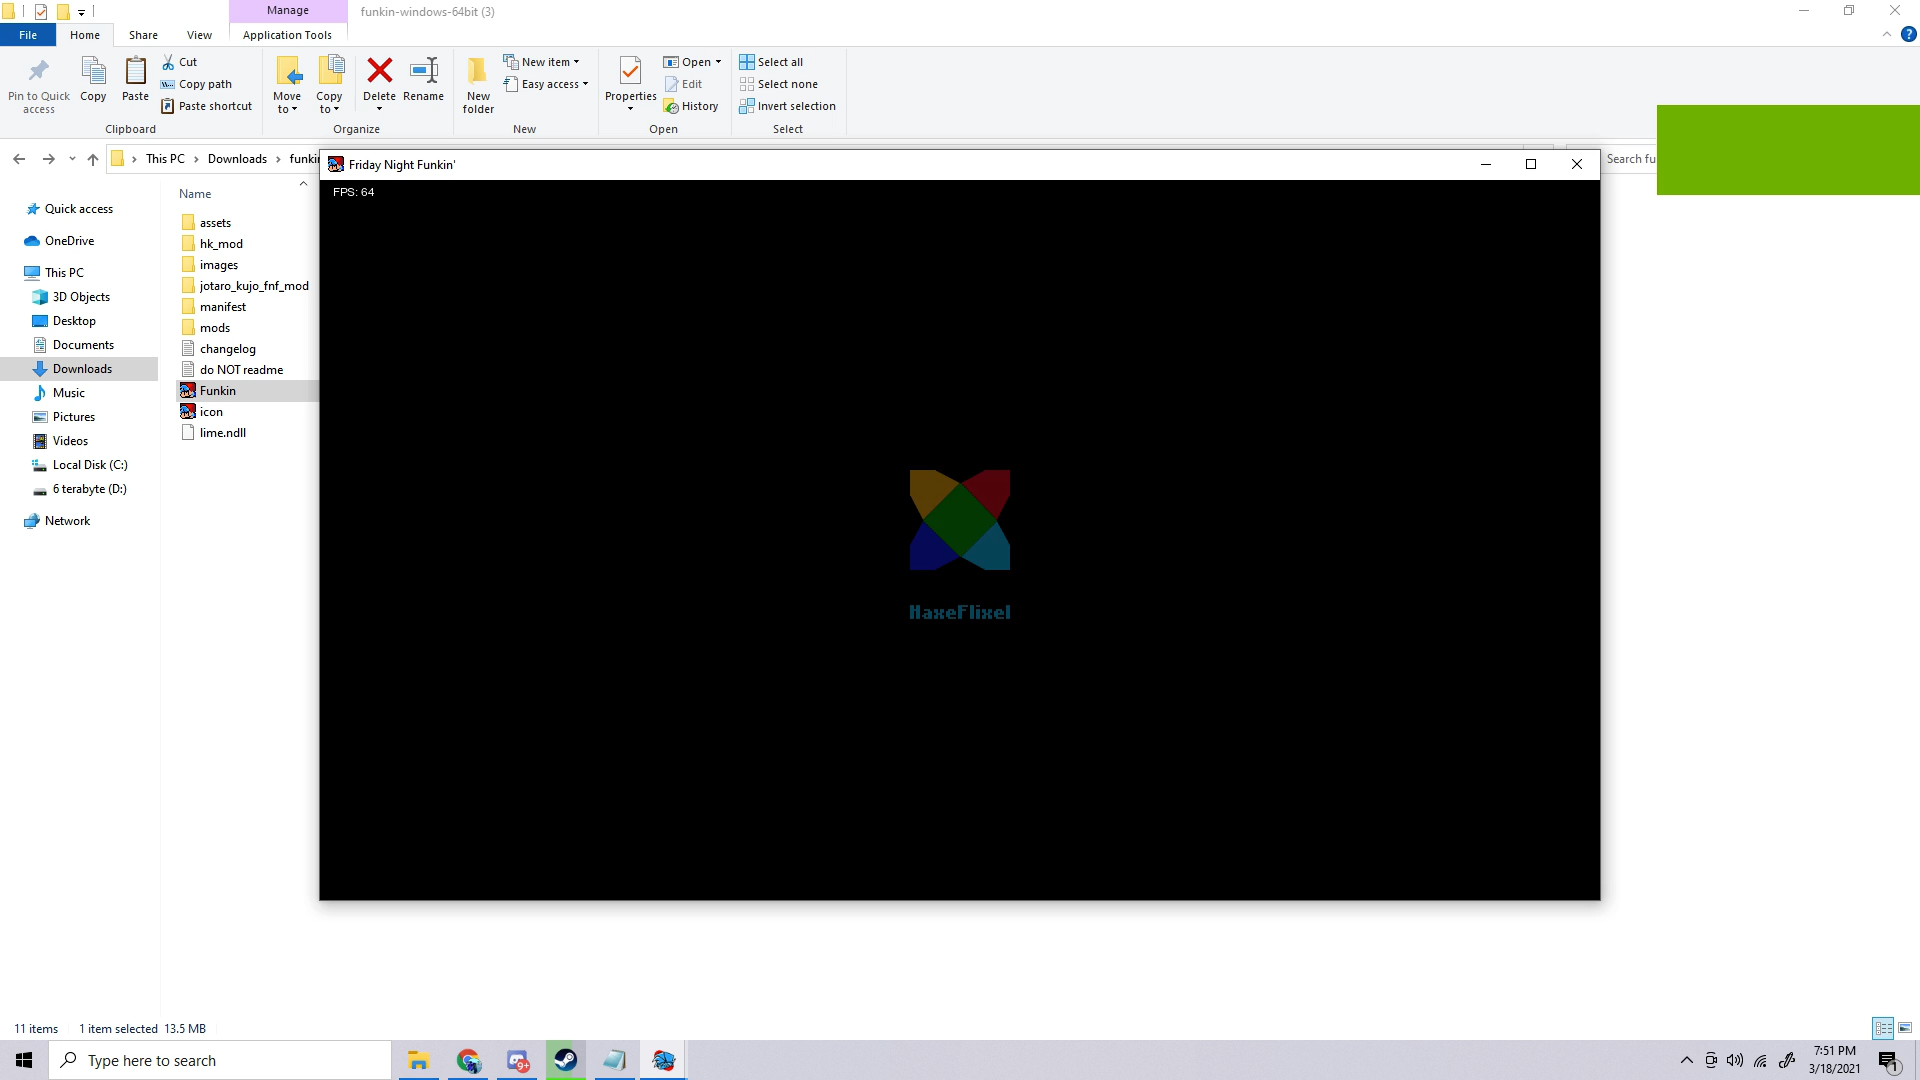 Manage
funkin-windows-64bit (3)
File
Home
Share
View
Application Tools
Pin to Quick
access
Copy
Paste
Cut
Copy path
Paste shortcut
Clipboard
Move
to
Copy
to
Delete
Rename
Organize
New
folder
New item
Easy access
New
Properties
Open
Edit
History
Open
Select all
Select none
Invert selection
Select
This PC
Downloads
funkin
Search fu
Friday Night Funkin'
FPS: 64
Name
Quick access
OneDrive
This PC
3D Objects
Desktop
Documents
Downloads
Music
Pictures
Videos
Local Disk (C:)
6 terabyte (D:)
Network
assets
hk_mod
images
jotaro_kujo_fnf_mod
manifest
mods
changelog
do NOT readme
Funkin
icon
lime.ndll
HaxeFlixel
11 items
1 item selected 13.5 MB
Type here to search
9+
7:51 PM
3/18/2021
1